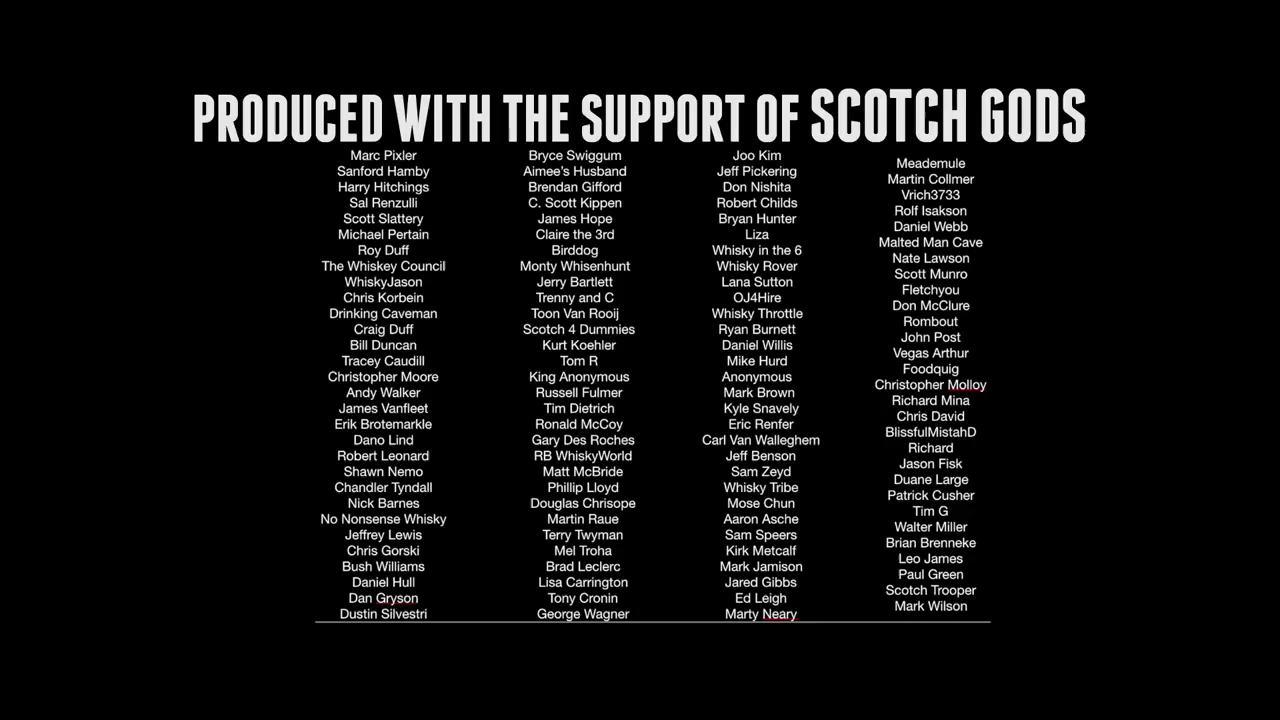 PRODUCED WITH THE SUPPORT OF SCOTCH GODS
Marc Pixler
Sanford Hamby
Harry Hitchings
Sal Renzulli
Scott Slattery
Michael Pertain
Roy Duff
The Whiskey Council
WhiskyJason
Chris Korbein
Drinking Caveman
Craig Duff
Bill Duncan
Tracey Caudill
Christopher Moore
Andy Walker
James Vanfleet
Erik Brotemarkle
Dano Lind
Robert Leonard
Shawn Nemo
Chandler Tyndall
Nick Barnes
No Nonsense Whisky
Jeffrey Lewis
Chris Gorski
Bush Williams
Daniel Hull
Dan Gryson
Dustin Silvestri
Bryce Swiggum
Aimee's Husband
Brendan Gifford
C. Scott Kippen
James Hope
Claire the 3rd
Birddog
Monty Whisenhunt
Jerry Bartlett
Trenny and C
Toon Van Rooij
Scotch 4 Dummies
Kurt Koehler
Tom R
King Anonymous
Russell Fulmer
Tim Dietrich
Ronald McCoy
Gary Des Roches
RB WhiskyWorld
Matt McBride
Phillip Lloyd
Douglas Chrisope
Martin Raue
Terry Twyman
Mel Troha
Brad Leclerc
Lisa Carrington
Tony Cronin
George Wagner
Joo Kim
Jeff Pickering
Don Nishita
Robert Childs
Bryan Hunter
Liza
Whisky in the 6
Whisky Rover
Lana Sutton
OJ4Hire
Whisky Throttle
Ryan Burnett
Daniel Willis
Mike Hurd
Anonymous
Mark Brown
Kyle Snavely
Eric Renfer
Carl Van Walleghem
Jeff Benson
Sam Zeyd
Whisky Tribe
Mose Chun
Aaron Asche
Sam Speers
Kirk Metcalf
Mark Jamison
Jared Gibbs
Ed Leigh
Marty Neary
Meademule
Martin Collmer
Vrich3733
Rolf Isakson
Daniel Webb
Malted Man Cave
Nate Lawson
Scott Munro
Fletchyou
Don McClure
Rombout
John Post
Vegas Arthur
Foodquig
Christopher Molloy
Richard Mina
Chris David
BlissfulMistahD
Richard
Jason Fisk
Duane Large
Patrick Cusher
Tim G
Walter Miller
Brian Brenneke
Leo James
Paul Green
Scotch Trooper
Mark Wilson